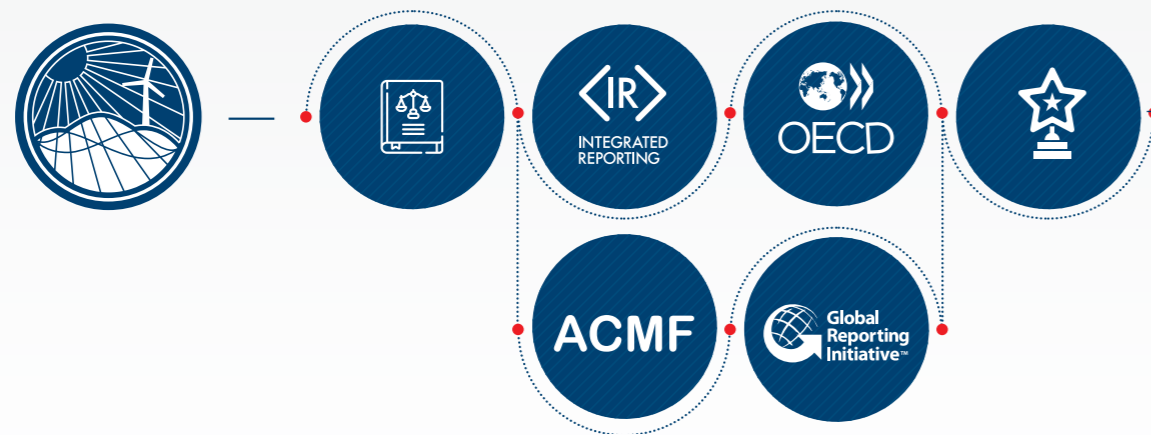 <IR>
INTEGRATED
REPORTING
OECD
ACMF
Global
Reporting
Initiative™